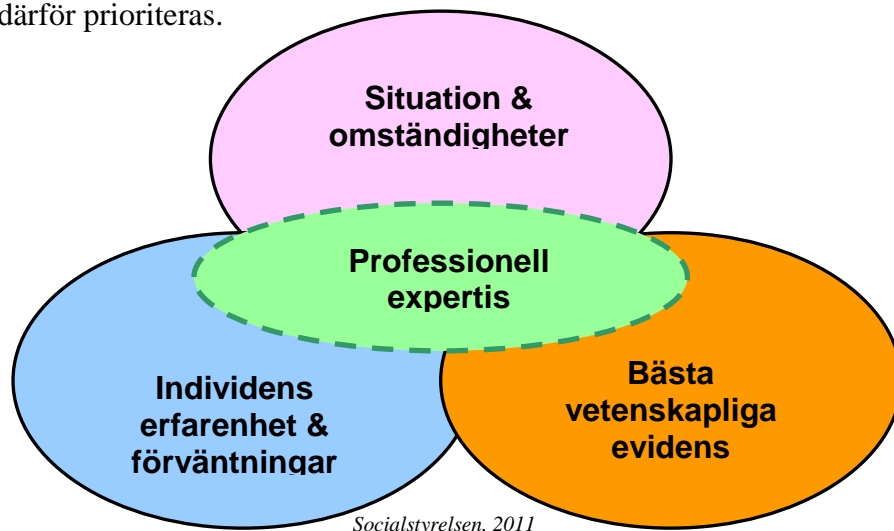 därför prioriteras.
Situation &
omständigheter
Professionell
expertis
Individens
erfarenhet &
förväntningar
Bästa
vetenskapliga
evidens
Socialstyrelsen, 2011